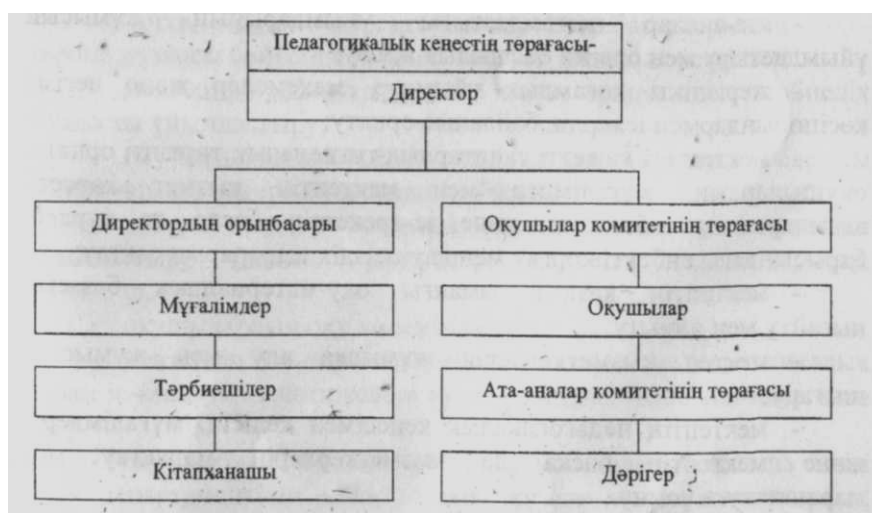 Педагогикалық кеңестің төрағасы
Директор
Директордың орынбасары
Оқушылар комитетінің төрағасы
Мұғалімдер
Оқушылар
Тәрбиешілер
Ата-аналар комитетінің төрағасы
Кітапханашы
Дәрігер